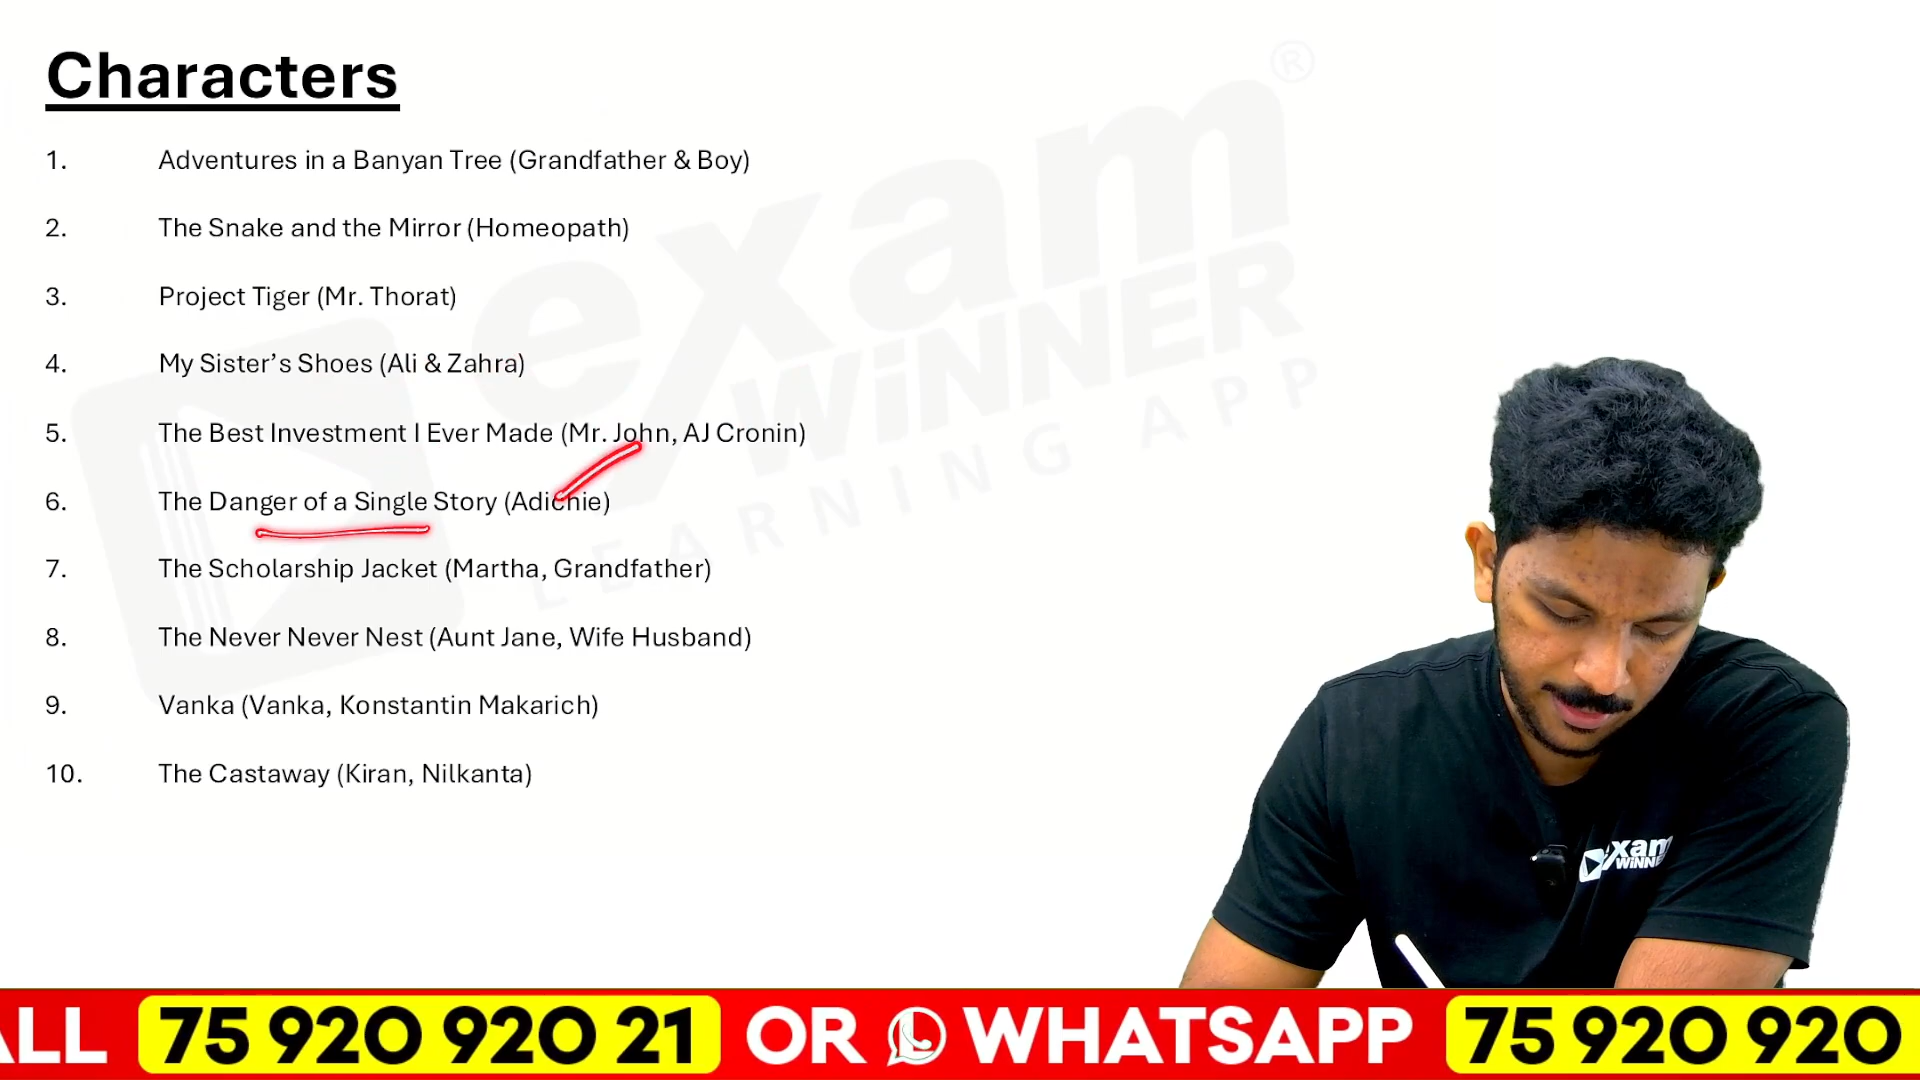 Characters
1. Adventures in a Banyan Tree (Grandfather & Boy)
2. The Snake and the Mirror (Homeopath)
3. Project Tiger (Mr. Thorat)
4. My Sister’s Shoes (Ali & Zahra)
5. The Best Investment I Ever Made (Mr. John, AJ Cronin)
6. The Danger of a Single Story (Adichie)
7. The Scholarship Jacket (Martha, Grandfather)
8. The Never Never Nest (Aunt Jane, Wife Husband)
9. Vanka (Vanka, Konstantin Makarich)
10. The Castaway (Kiran, Nilkanta)
exam
WiNNER
LEARNING APP
®
exam
WiNNE
ALL 75 920 920 21 OR WHATSAPP 75 920 920